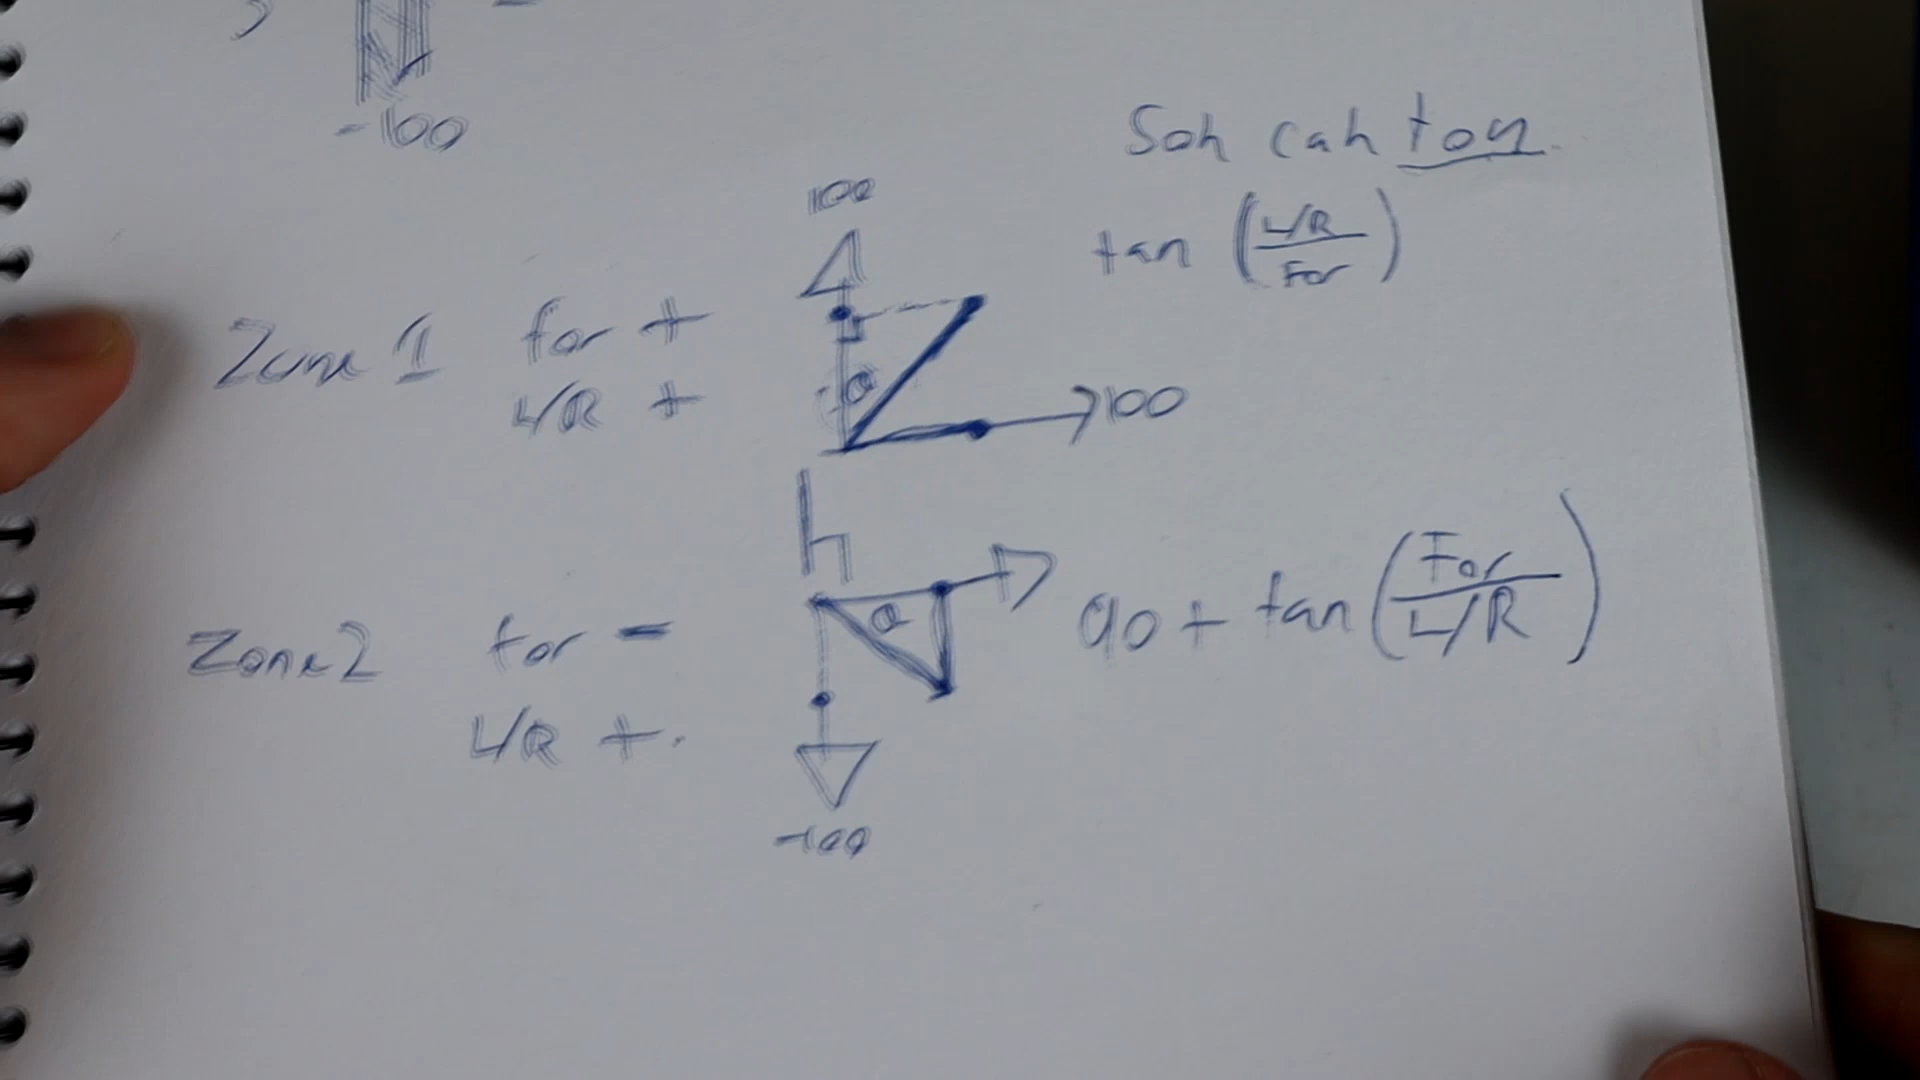 -100
Soh cah toa
100
tan (L/R / For)
Zone 1 for +
L/R +
θ
100
h
Zone 2 for -
L/R +.
θ
90 + tan (For / L/R)
-100